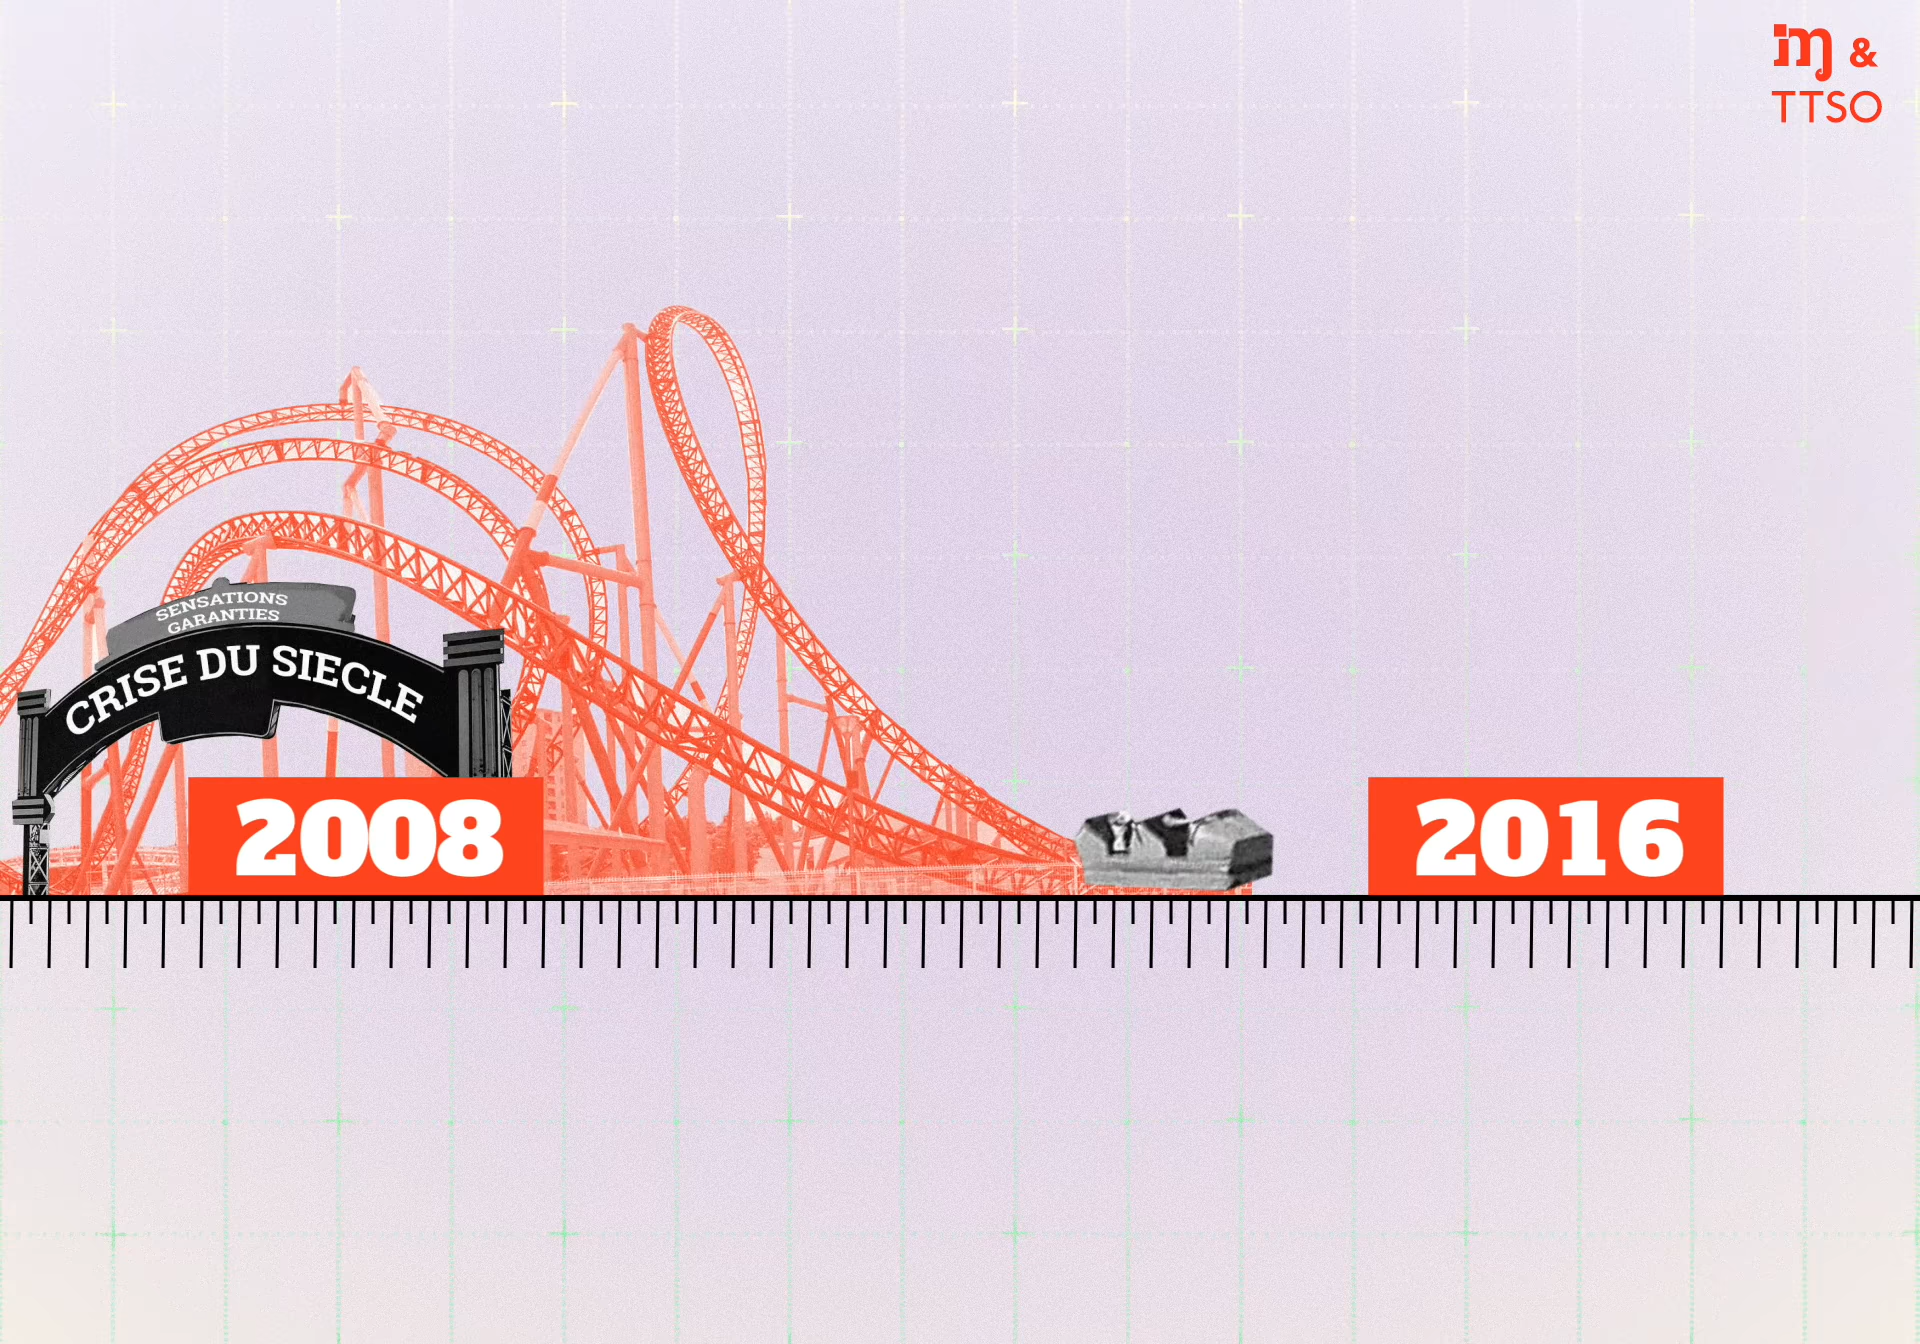 m &
TTSO
SENSATIONS
GARANTIES
CRISE DU SIECLE
2008
2016